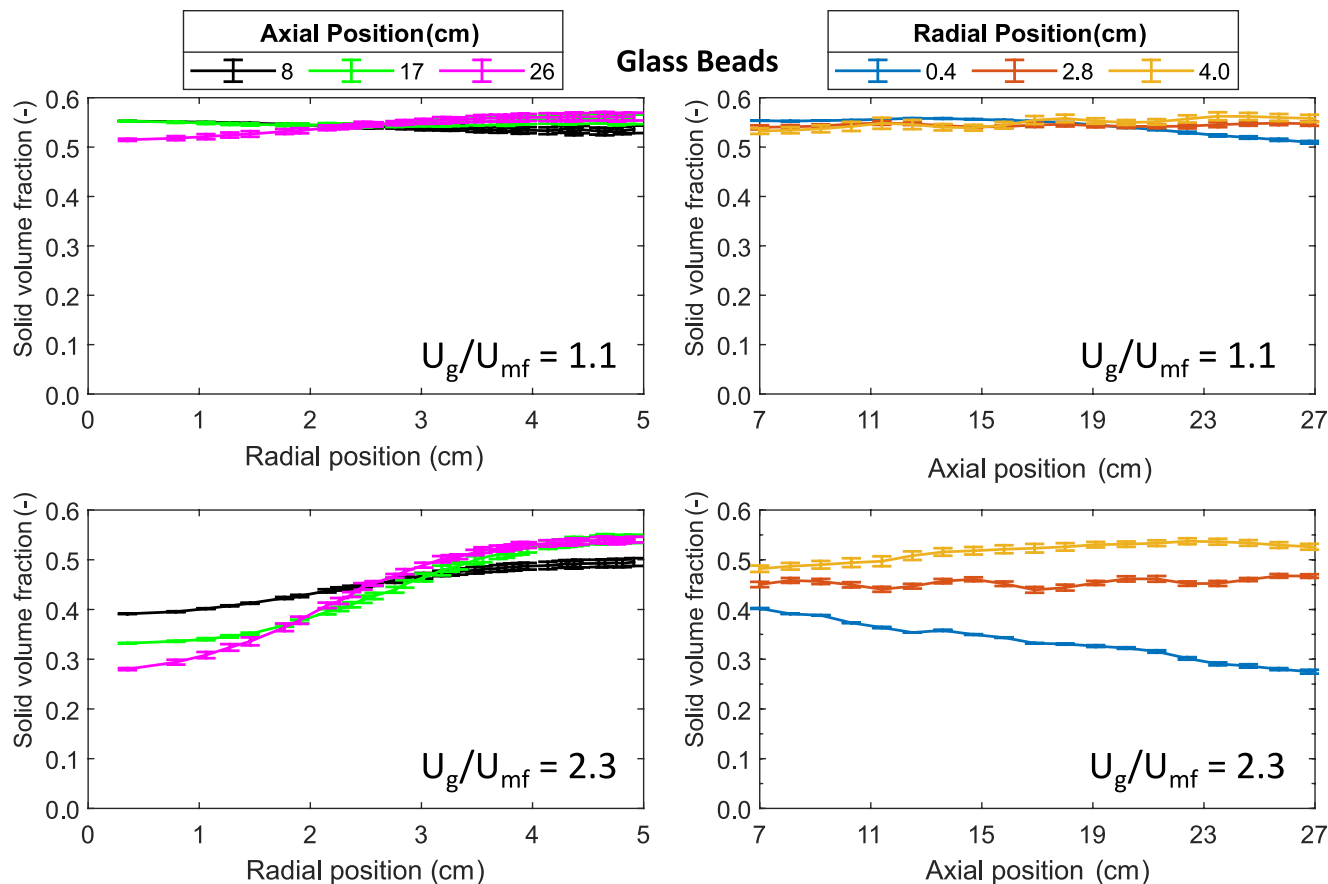 Axial Position(cm)
8 17 26
Glass Beads
Radial Position(cm)
0.4 2.8 4.0
Solid volume fraction (-)
0.6
0.5
0.4
0.3
0.2
0.1
0.0
U_g/U_mf = 1.1
0 1 2 3 4 5
Radial position (cm)
Solid volume fraction (-)
0.6
0.5
0.4
0.3
0.2
0.1
0.0
U_g/U_mf = 1.1
7 11 15 19 23 27
Axial position (cm)
Solid volume fraction (-)
0.6
0.5
0.4
0.3
0.2
0.1
0.0
U_g/U_mf = 2.3
0 1 2 3 4 5
Radial position (cm)
Solid volume fraction (-)
0.6
0.5
0.4
0.3
0.2
0.1
0.0
U_g/U_mf = 2.3
7 11 15 19 23 27
Axial position (cm)